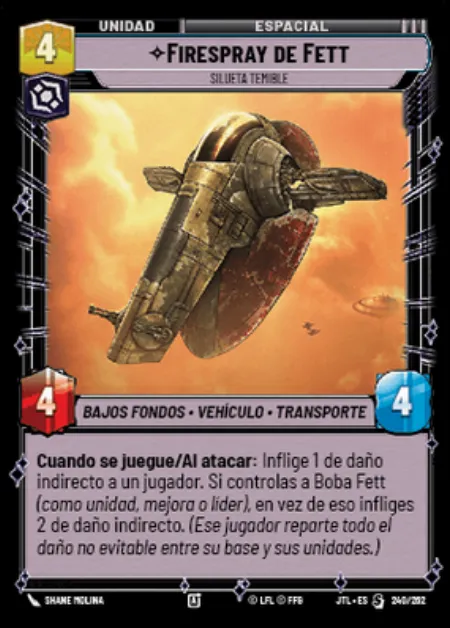 UNIDAD
ESPACIAL
4
✧FIRESPRAY DE FETT
SILUETA TEMIBLE
4
BAJOS FONDOS • VEHÍCULO • TRANSPORTE
4
Cuando se juegue/Al atacar: Inflige 1 de daño
indirecto a un jugador. Si controlas a Boba Fett
(como unidad, mejora o líder), en vez de eso infliges
2 de daño indirecto. (Ese jugador reparte todo el
daño no evitable entre su base y sus unidades.)
SHANE MOLINA
© LFL © FFG
JTL • ES
240/262